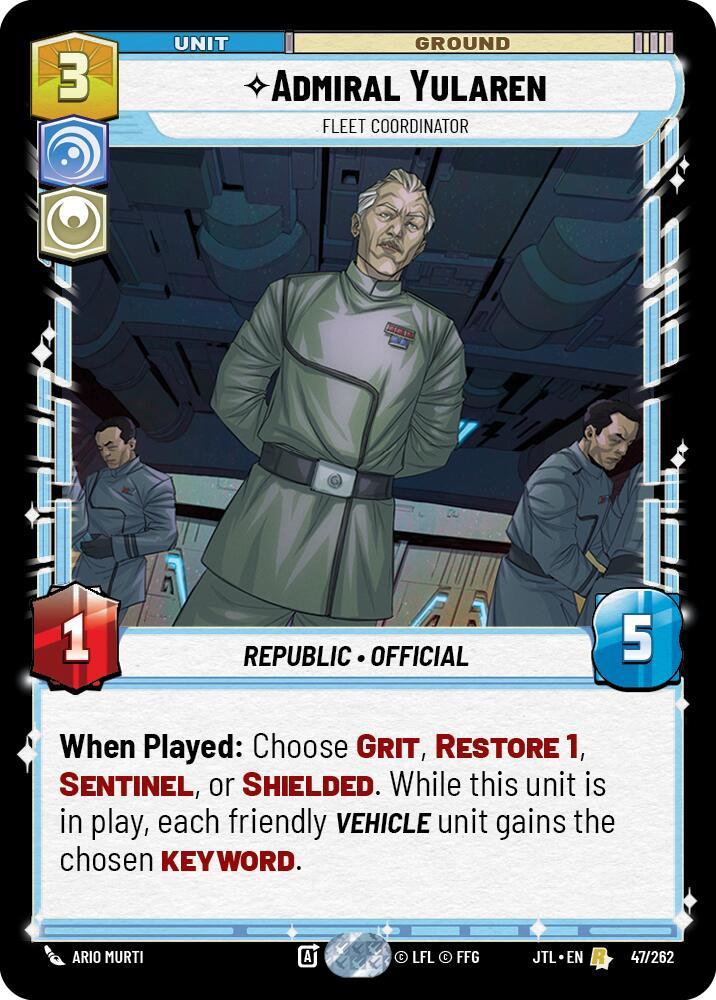 UNIT
GROUND
3
ADMIRAL YULAREN
FLEET COORDINATOR
1
5
REPUBLIC • OFFICIAL
When Played: Choose GRIT, RESTORE 1,
SENTINEL, or SHIELDED. While this unit is
in play, each friendly VEHICLE unit gains the
chosen KEYWORD.
ARIO MURTI
A
© LFL © FFG
JTL • EN
R
47/262